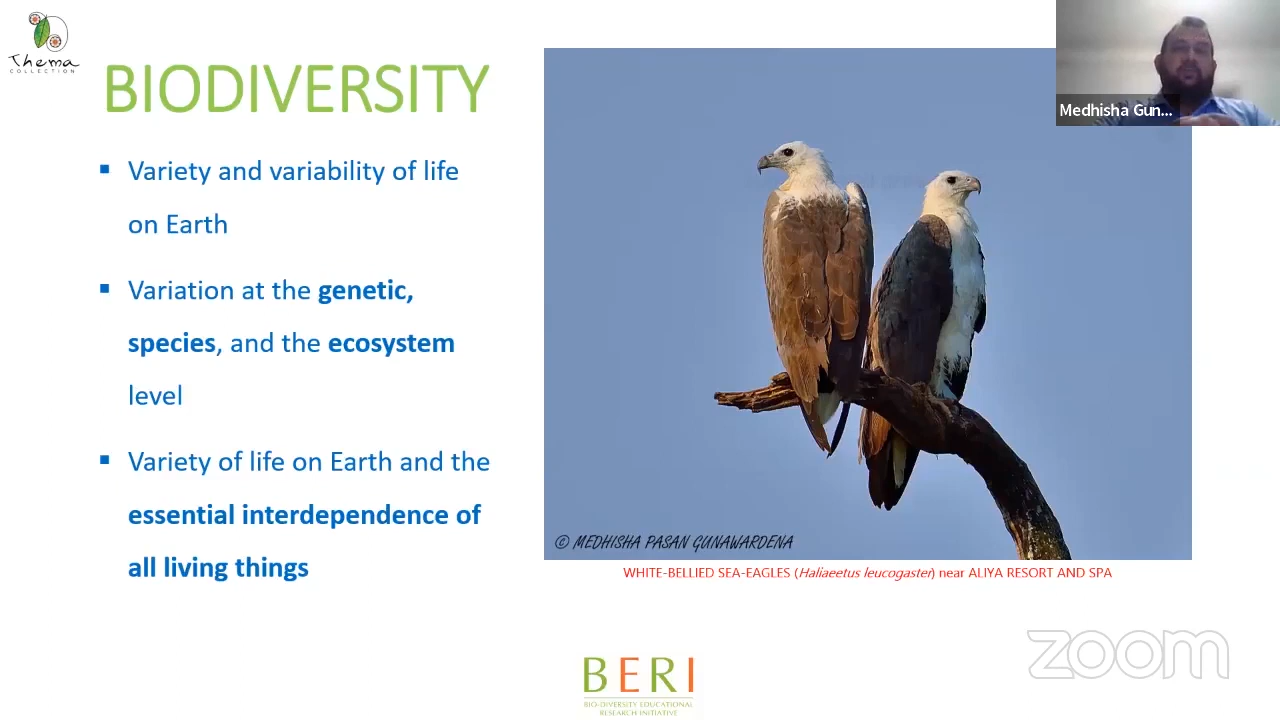 Thema
COLLECTION
BIODIVERSITY
▪ Variety and variability of life
on Earth
▪ Variation at the genetic,
species, and the ecosystem
level
▪ Variety of life on Earth and the
essential interdependence of
all living things
Medhisha Gun...
© MEDHISHA PASAN GUNAWARDENA
WHITE-BELLIED SEA-EAGLES (Haliaeetus leucogaster) near ALIYA RESORT AND SPA
zoom
BERI
BIO-DIVERSITY EDUCATIONAL
RESEARCH INITIATIVE